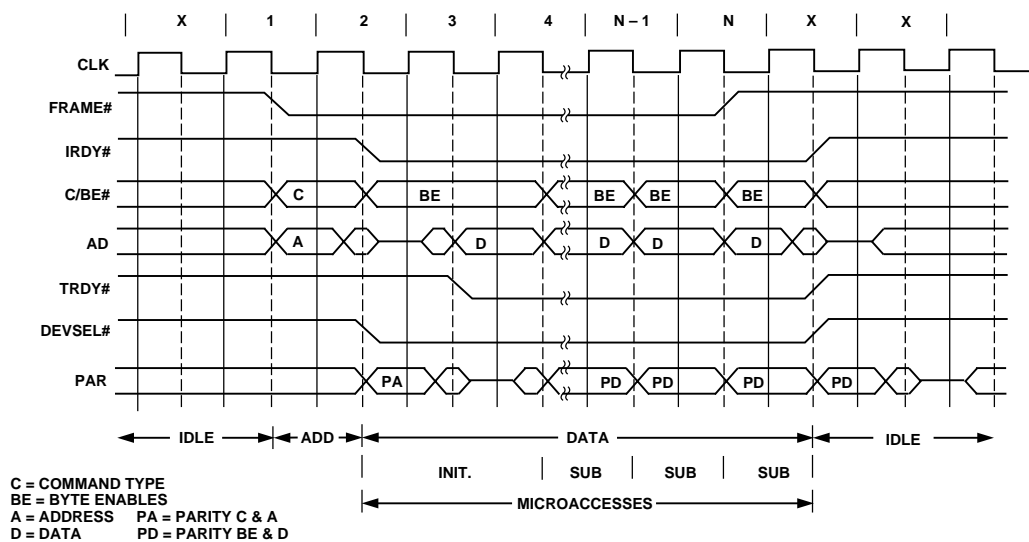 X 1 2 3 4 N – 1 N X X
CLK
FRAME#
IRDY#
C/BE# C BE BE BE BE
AD A D D D D
TRDY#
DEVSEL#
PAR PA PD PD PD PD
IDLE ADD DATA IDLE
INIT. SUB SUB SUB
MICROACCESSES
C = COMMAND TYPE
BE = BYTE ENABLES
A = ADDRESS PA = PARITY C & A
D = DATA PD = PARITY BE & D